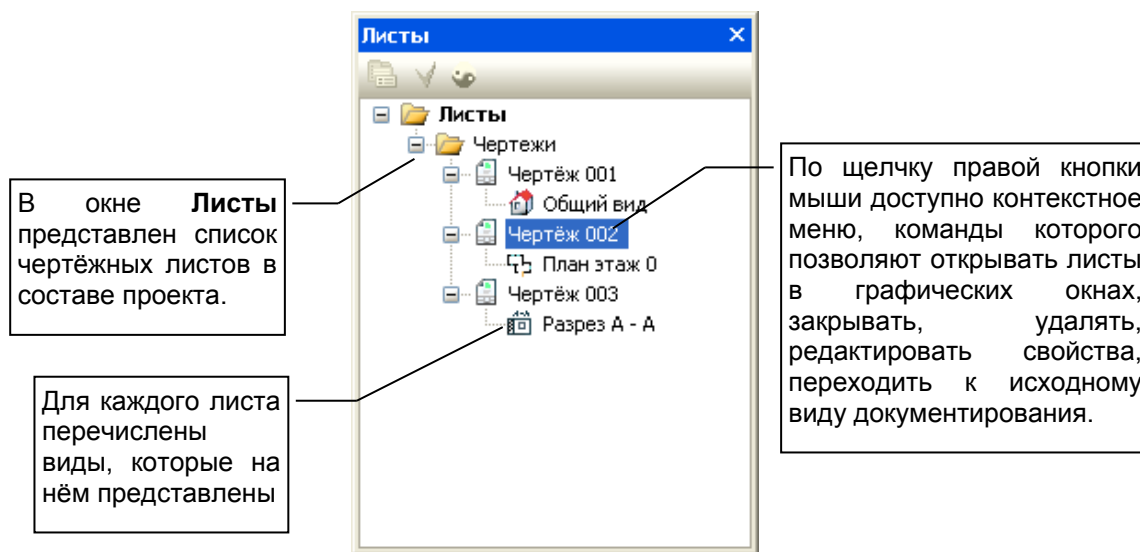 Листы
Листы
Чертежи
Чертёж 001
Общий вид
Чертёж 002
План этаж 0
Чертёж 003
Разрез А - А
В окне Листы
представлен список
чертёжных листов в
составе проекта.
Для каждого листа
перечислены
виды, которые на
нём представлены
По щелчку правой кнопки
мыши доступно контекстное
меню, команды которого
позволяют открывать листы
в графических окнах,
закрывать, удалять,
редактировать свойства,
переходить к исходному
виду документирования.